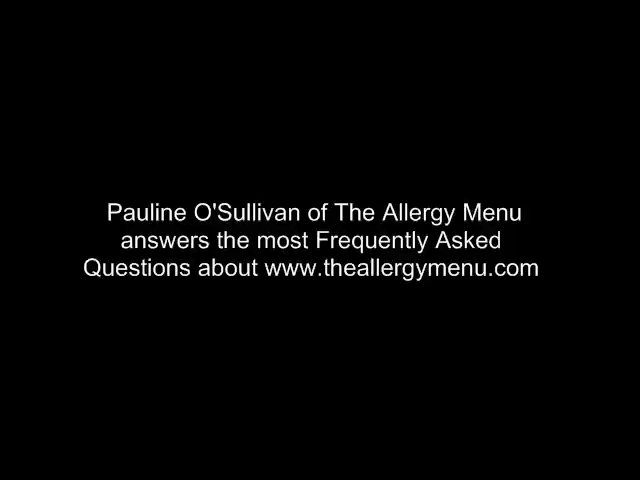 Pauline O'Sullivan of The Allergy Menu
answers the most Frequently Asked
Questions about www.theallergymenu.com